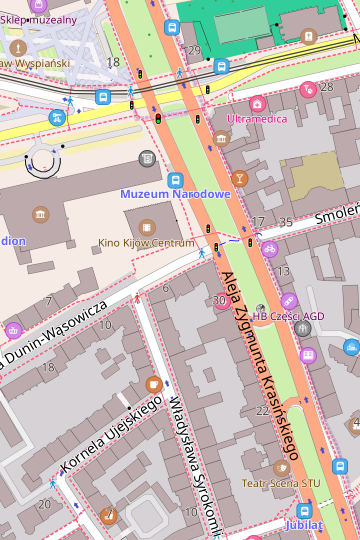 Sklep muzealny
29
aw Wyspiański
18
28
Ultramedica
Muzeum Narodowe
17
35
Smoleń
dion
Kino Kijów Centrum
13
7
6
30
HB Części AGD
10
a Dunin-Wąsowicza
Aleja Zygmunta Krasińskiego
18
Kornela Ujejskiego
Władysława Syrokomli
22
Teatr Scena STU
20
Jubilat